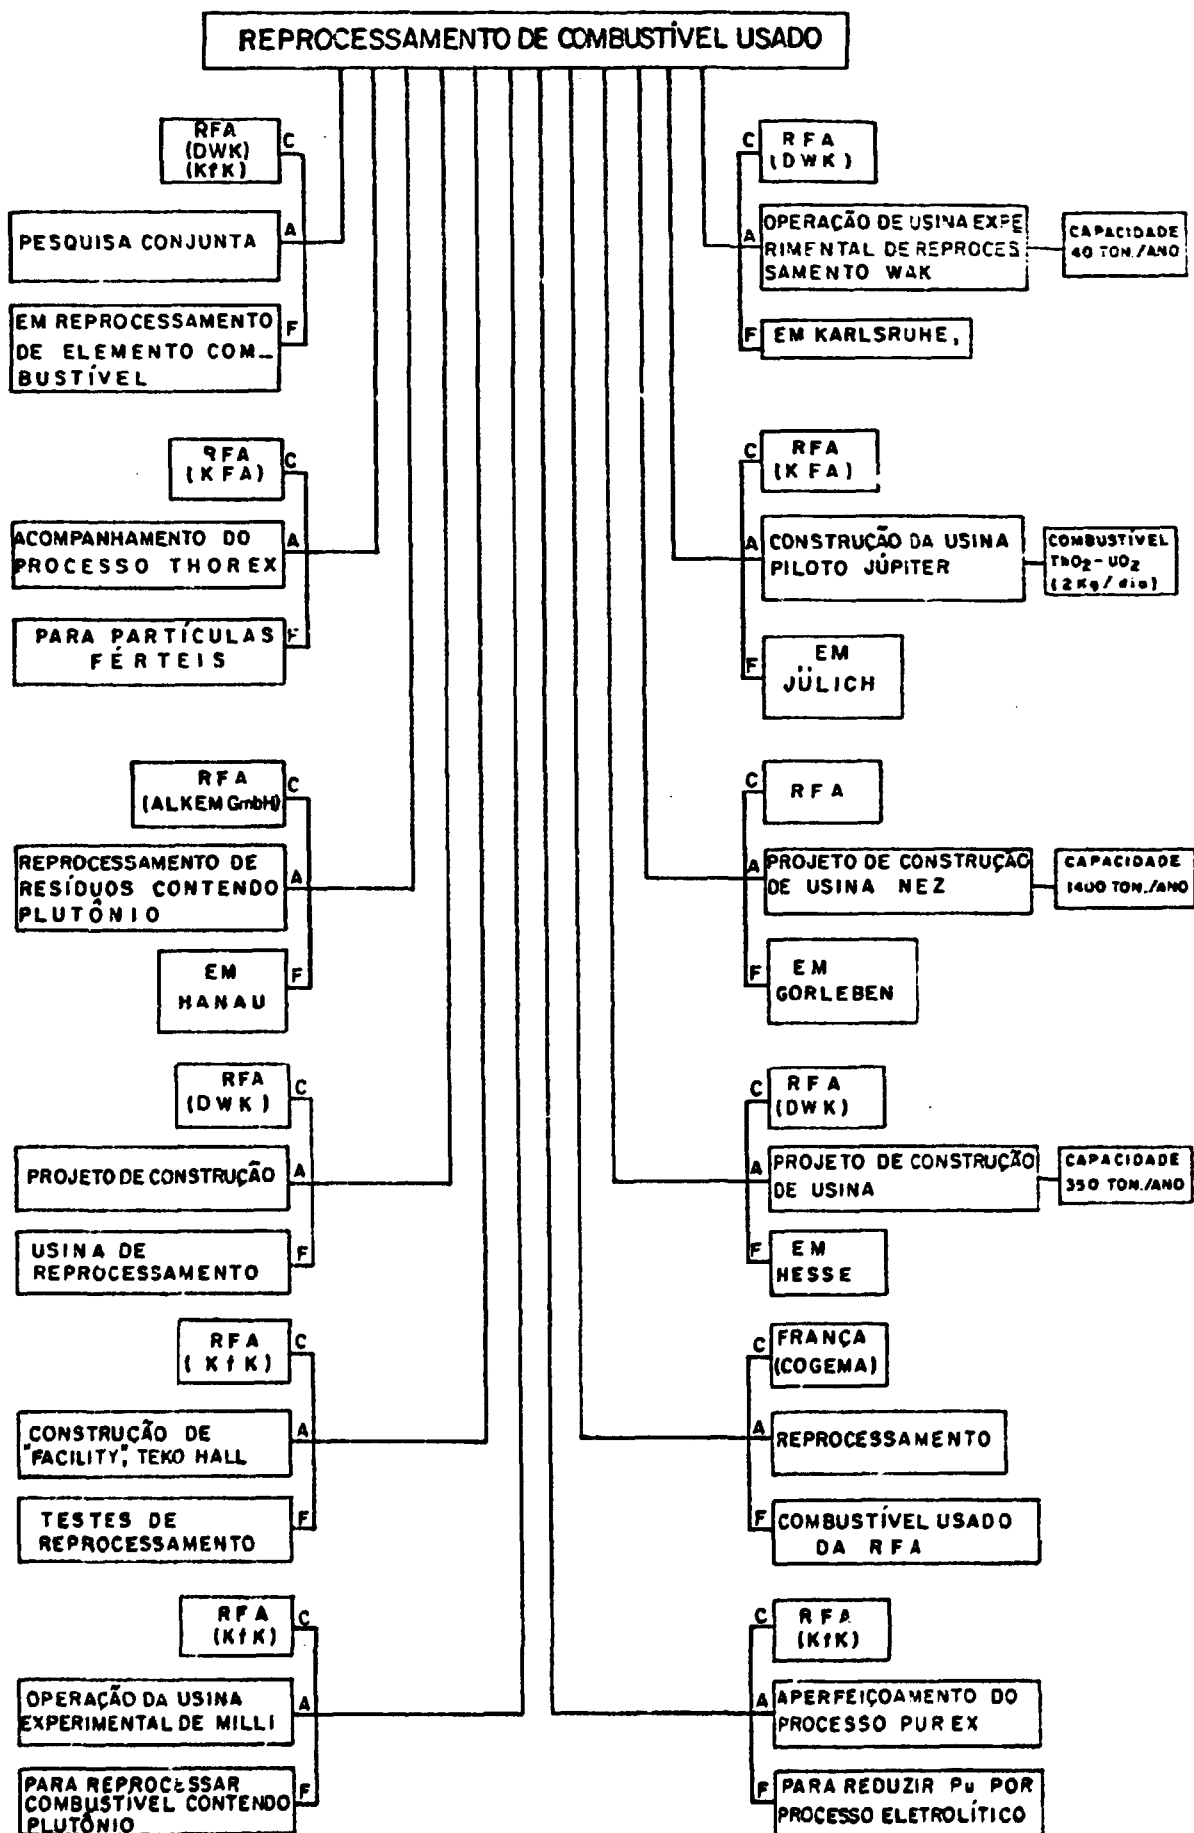 REPROCESSAMENTO DE COMBUSTÍVEL USADO
RFA
(DWK)
(KfK)
C
PESQUISA CONJUNTA
A
EM REPROCESSAMENTO
DE ELEMENTO COM_
BUSTÍVEL
F
RFA
(KFA)
C
ACOMPANHAMENTO DO
PROCESSO THOREX
A
PARA PARTÍCULAS
FÉRTEIS
F
RFA
(ALKEM GmbH)
C
REPROCESSAMENTO DE
RESÍDUOS CONTENDO
PLUTÔNIO
A
EM
HANAU
F
RFA
(DWK)
C
PROJETO DE CONSTRUÇÃO
A
USINA DE
REPROCESSAMENTO
F
RFA
(KfK)
C
CONSTRUÇÃO DE
"FACILITY", TEKO HALL
A
TESTES DE
REPROCESSAMENTO
F
RFA
(KfK)
C
OPERAÇÃO DA USINA
EXPERIMENTAL DE MILLI
A
PARA REPROCESSAR
COMBUSTIVEL CONTENDO
PLUTÔNIO
F
C
RFA
(DWK)
A
OPERAÇÃO DE USINA EXPE
RIMENTAL DE REPROCES
SAMENTO WAK
CAPACIDADE
40 TON./ANO
F
EM KARLSRUHE,
C
RFA
(KFA)
A
CONSTRUÇÃO DA USINA
PILOTO JÚPITER
COMBUSTÍVEL
ThO2-UO2
(2Kg/dia)
F
EM
JÜLICH
C
RFA
A
PROJETO DE CONSTRUÇÃO
DE USINA NEZ
CAPACIDADE
1400 TON./ANO
F
EM
GORLEBEN
C
RFA
(DWK)
A
PROJETO DE CONSTRUÇÃO
DE USINA
CAPACIDADE
350 TON./ANO
F
EM
HESSE
C
FRANÇA
(COGEMA)
A
REPROCESSAMENTO
F
COMBUSTÍVEL USADO
DA RFA
C
RFA
(KfK)
A
APERFEIÇOAMENTO DO
PROCESSO PUREX
F
PARA REDUZIR Pu POR
PROCESSO ELETROLÍTICO